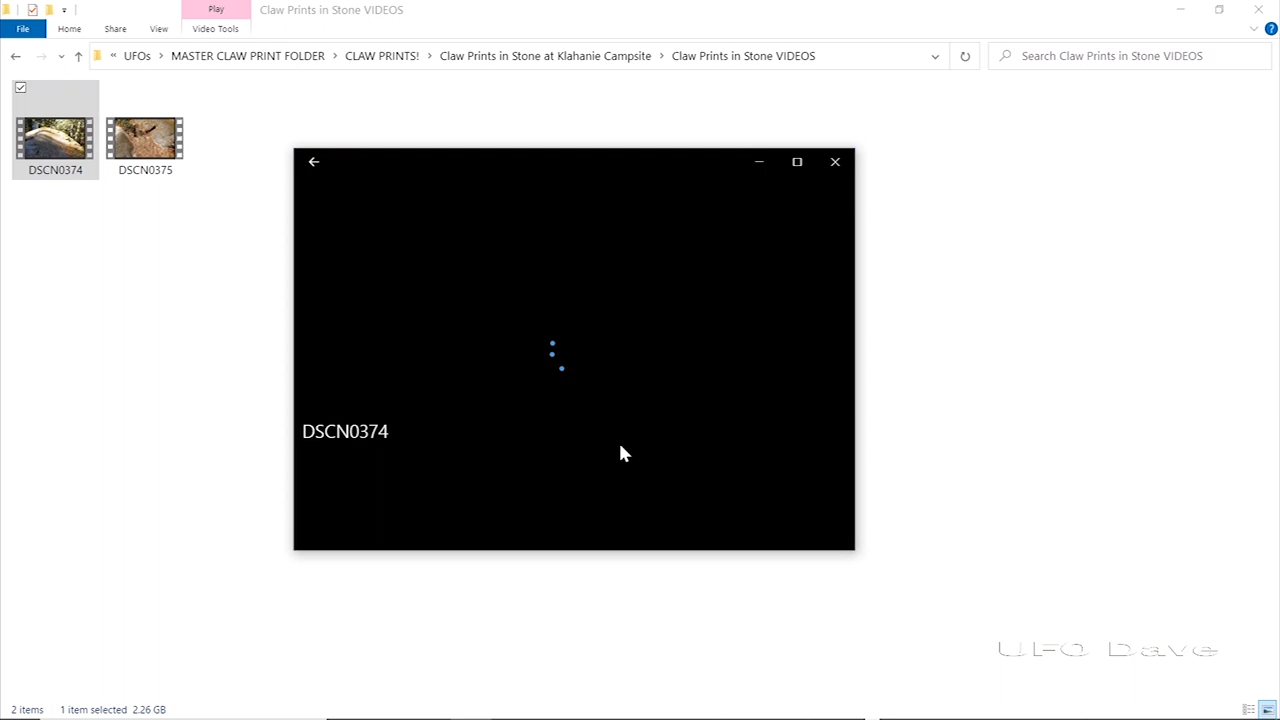 Play
Claw Prints in Stone VIDEOS
File
Home
Share
View
Video Tools
« UFOs > MASTER CLAW PRINT FOLDER > CLAW PRINTS! > Claw Prints in Stone at Klahanie Campsite > Claw Prints in Stone VIDEOS
Search Claw Prints in Stone VIDEOS
DSCN0374
DSCN0375
DSCN0374
UFO Dave
2 items
1 item selected 2.26 GB